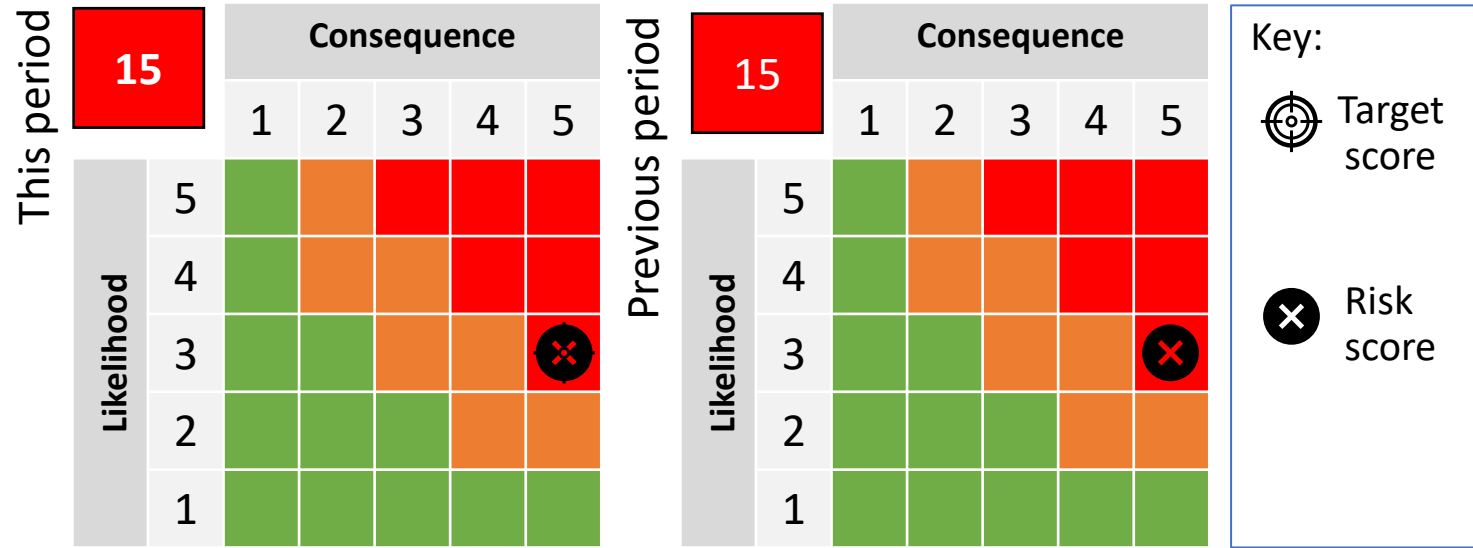 This period
15
Consequence
1 2 3 4 5
Likelihood
5
4
3
2
1
Previous period
15
Consequence
1 2 3 4 5
Likelihood
5
4
3
2
1
Key:
Target
score
Risk
score